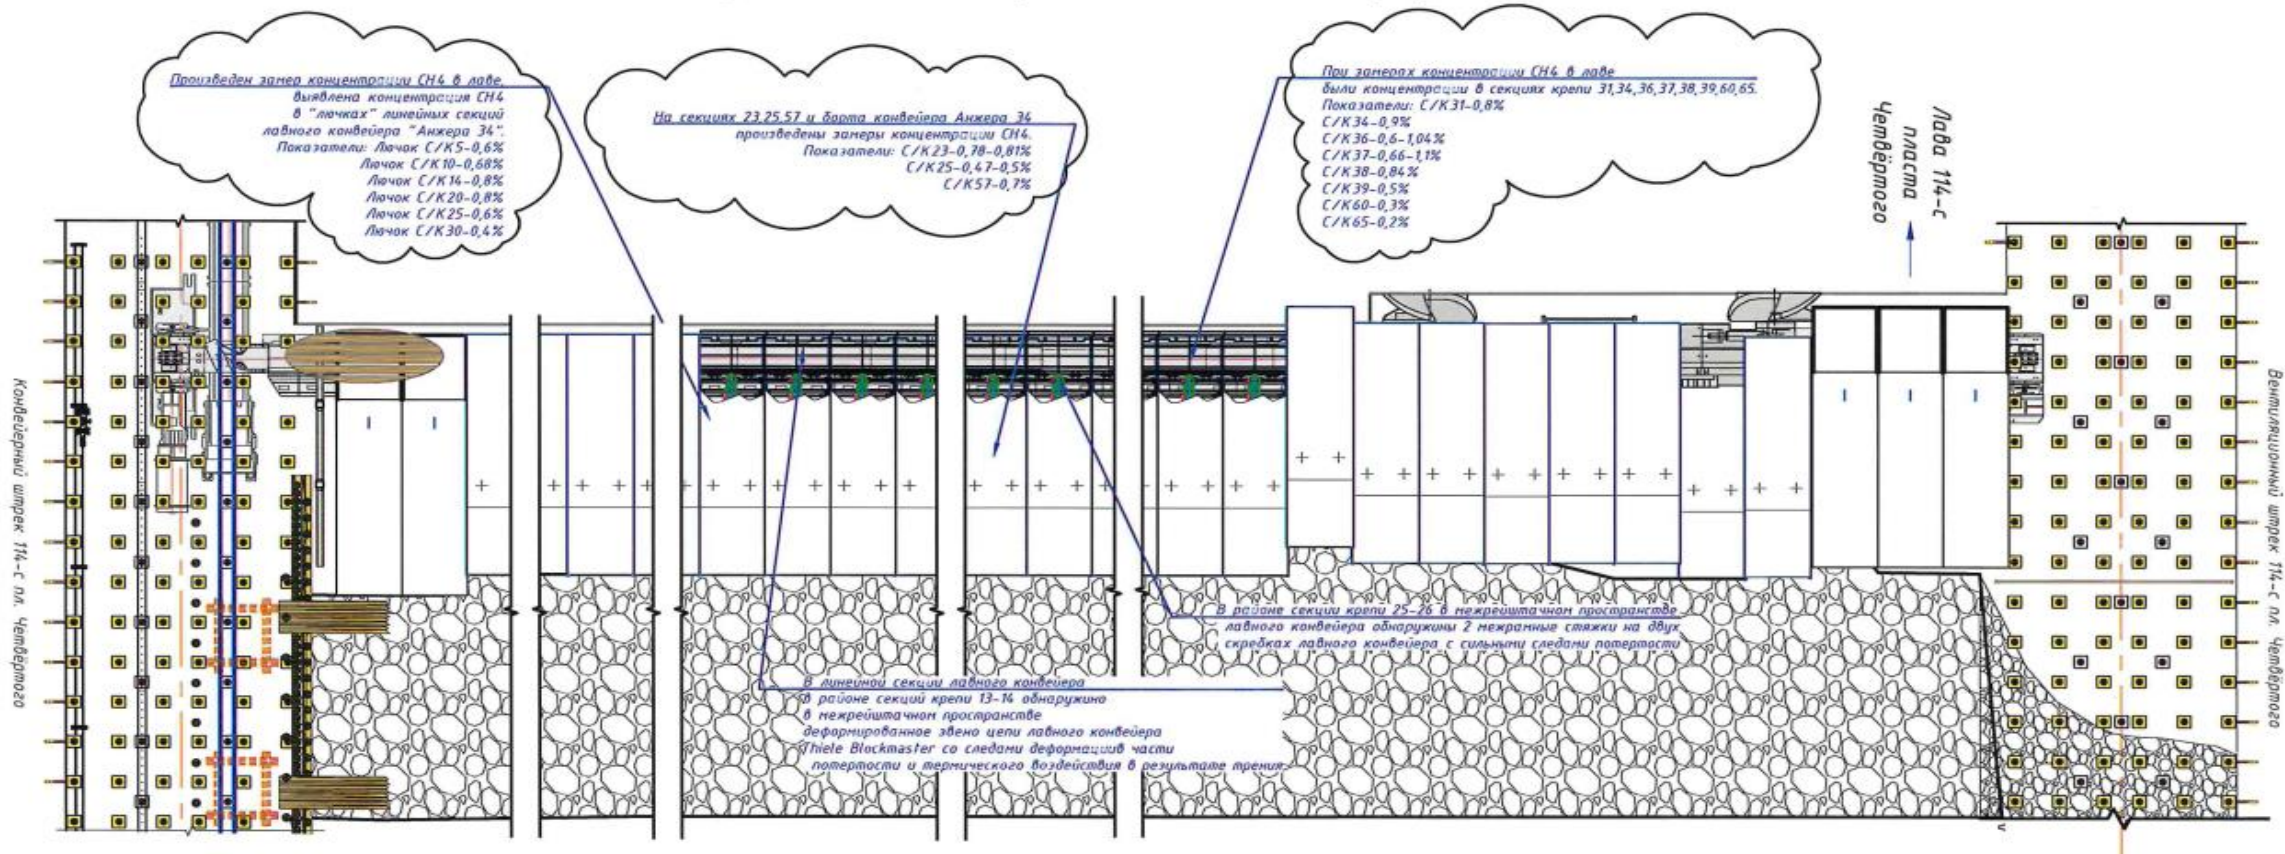 Произведен замер концентрации СН4 в лаве,
выявлена концентрация СН4
в "лючках" линейных секций
лавного конвейера "Анжера 34".
Показатели: Лючок С/К5-0,6%
Лючок С/К10-0,68%
Лючок С/К14-0,8%
Лючок С/К20-0,8%
Лючок С/К25-0,6%
Лючок С/К30-0,4%
На секциях 23,25,57 и борта конвейера Анжера 34
произведены замеры концентрации СН4.
Показатели: С/К23-0,78-0,81%
С/К25-0,47-0,5%
С/К57-0,7%
При замерах концентрации СН4 в лаве
были концентрации в секциях крепи 31,34,36,37,38,39,60,65.
Показатели: С/К31-0,8%
С/К34-0,9%
С/К36-0,6-1,04%
С/К37-0,66-1,1%
С/К38-0,84%
С/К39-0,5%
С/К60-0,3%
С/К65-0,2%
Лава 114-с
пласта
Четвёртого
Конвейерный штрек 114-с пл. Четвёртого
Вентиляционный штрек 114-с пл. Четвёртого
В районе секции крепи 25-26 в межрештачном пространстве
лавного конвейера обнаружины 2 межрамные стяжки на двух
скребках лавного конвейера с сильными следами потертости
В линейной секции лавного конвейера
в районе секций крепи 13-14 обнаружино
в межрейштачном пространстве
деформированное звено цепи лавного конвейера
Thiele Blockmaster со следами деформациив части
потертости и термического воздействия в результате трения.